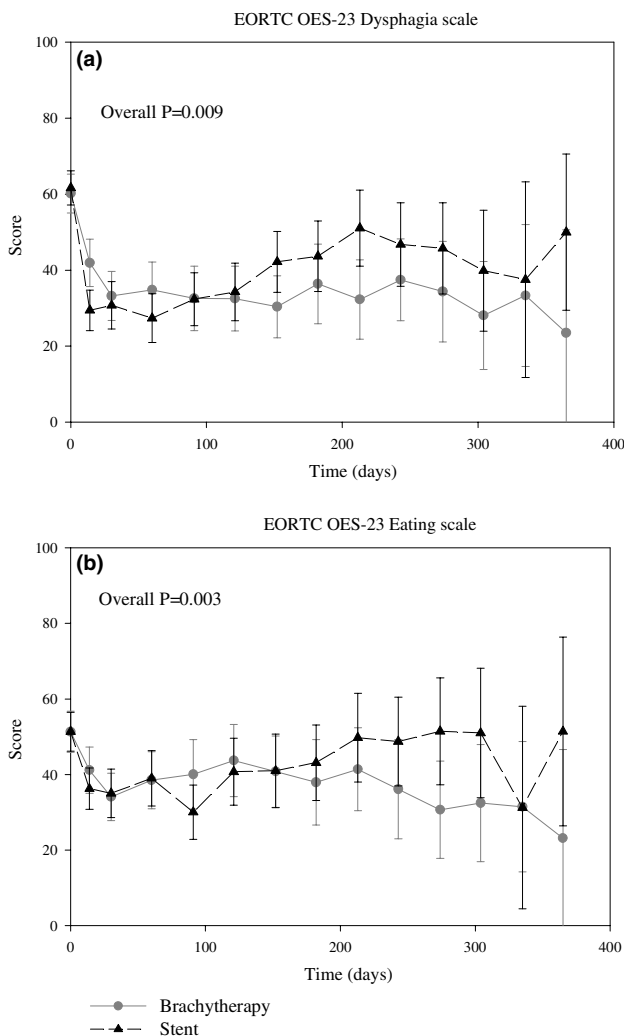 EORTC OES-23 Dysphagia scale
100
(a)
Overall P=0.009
80
60
Score
40
20
0
0 100 200 300 400
Time (days)
EORTC OES-23 Eating scale
100
(b)
Overall P=0.003
80
60
Score
40
20
0
0 100 200 300 400
Time (days)
Brachytherapy
Stent